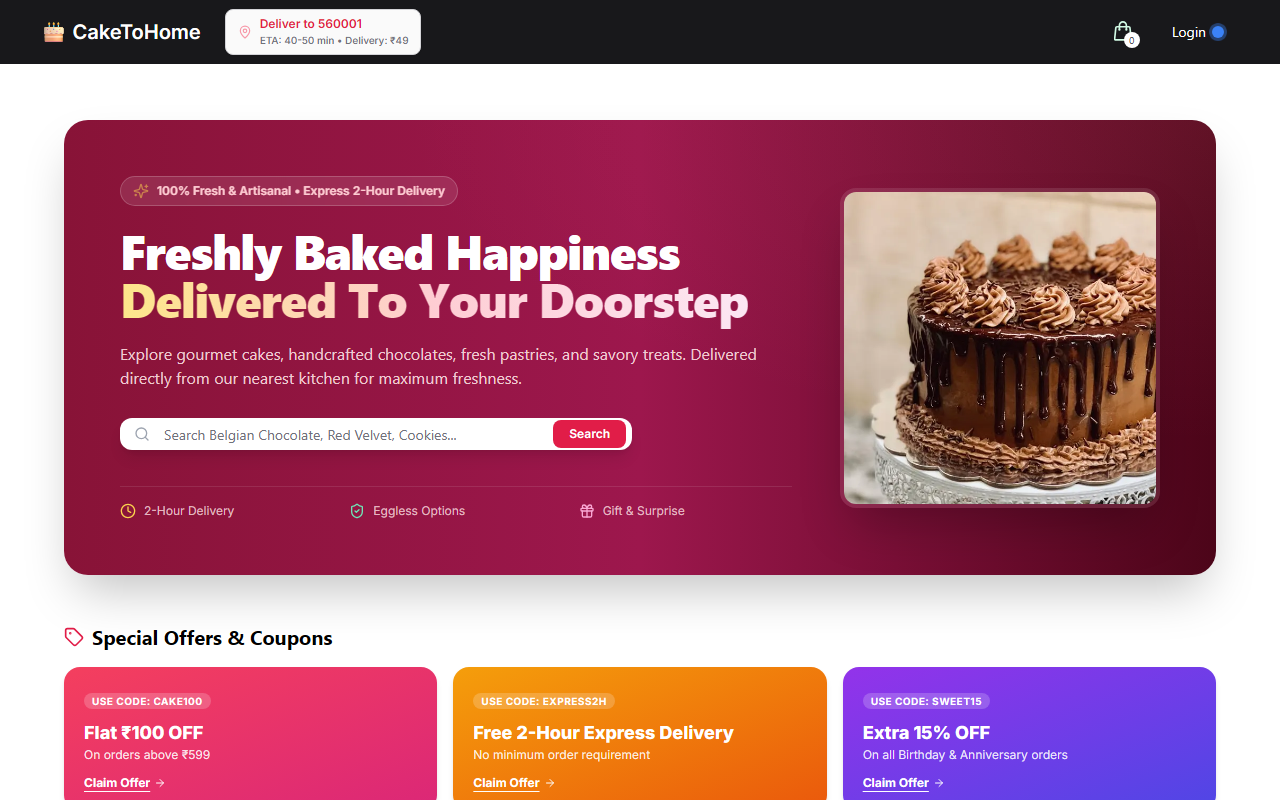 CakeToHome
Deliver to 560001
ETA: 40-50 min • Delivery: ₹49
0
Login
100% Fresh & Artisanal • Express 2-Hour Delivery
Freshly Baked Happiness
Delivered To Your Doorstep
Explore gourmet cakes, handcrafted chocolates, fresh pastries, and savory treats. Delivered
directly from our nearest kitchen for maximum freshness.
Search Belgian Chocolate, Red Velvet, Cookies...
Search
2-Hour Delivery
Eggless Options
Gift & Surprise
Special Offers & Coupons
USE CODE: CAKE100
Flat ₹100 OFF
On orders above ₹599
Claim Offer →
USE CODE: EXPRESS2H
Free 2-Hour Express Delivery
No minimum order requirement
Claim Offer →
USE CODE: SWEET15
Extra 15% OFF
On all Birthday & Anniversary orders
Claim Offer →